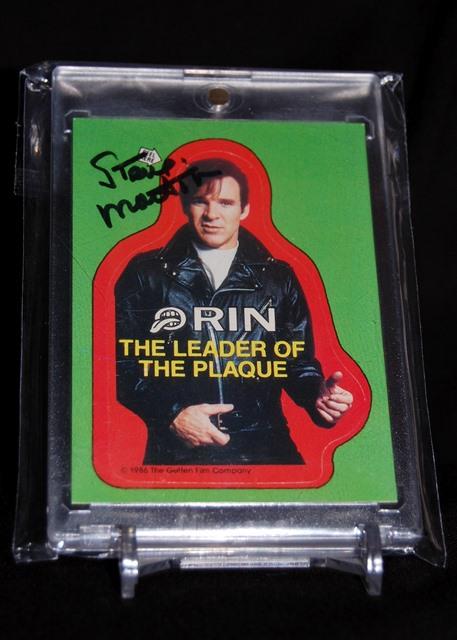 Steve
Martin
ORIN
THE LEADER OF
THE PLAQUE
© 1986 The Geffen Film Company